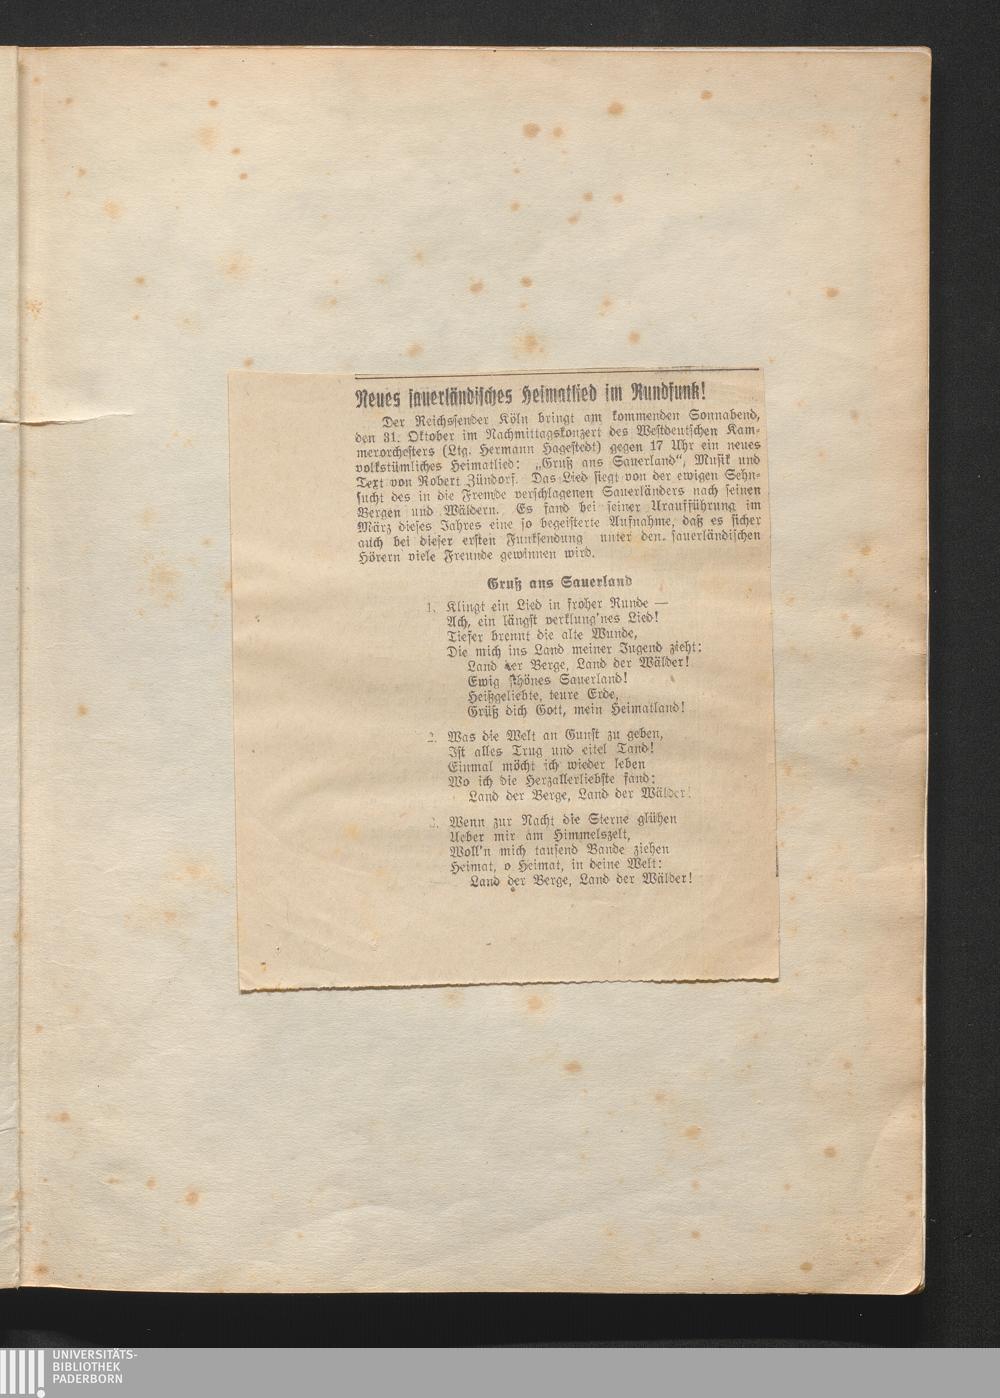 Neues sauerländisches Heimatlied im Rundfunk!
Der Reichssender Köln bringt am kommenden Sonnabend,
den 31. Oktober im Nachmittagskonzert des Westdeutschen Kam-
merorchesters (Ltg. Hermann Hagestedt) gegen 17 Uhr ein neues
volkstümliches Heimatlied: „Gruß ans Sauerland“, Musik und
Text von Robert Zündorf. Das Lied siegt von der ewigen Sehn-
sucht des in die Fremde verschlagenen Sauerländers nach seinen
Bergen und Wäldern. Es fand bei seiner Uraufführung im
März dieses Jahres eine so begeisterte Aufnahme, daß es sicher
auch bei dieser ersten Funksendung unter den sauerländischen
Hörern viele Freunde gewinnen wird.
Gruß ans Sauerland
1. Klingt ein Lied in froher Runde —
Ach, ein längst verklung'nes Lied!
Tiefer brennt die alte Wunde,
Die mich ins Land meiner Jugend zieht:
Land der Berge, Land der Wälder!
Ewig schönes Sauerland!
Heißgeliebte, teure Erde,
Grüß dich Gott, mein Heimatland!
2. Was die Welt an Gunst zu geben,
Ist alles Trug und eitel Tand!
Einmal möcht ich wieder leben
Wo ich die Herzallerliebste fand:
Land der Berge, Land der Wälder!
3. Wenn zur Nacht die Sterne glühen
Ueber mir am Himmelszelt,
Woll'n mich tausend Bande ziehen
Heimat, o Heimat, in deine Welt:
Land der Berge, Land der Wälder!
UNIVERSITÄTS-
BIBLIOTHEK
PADERBORN